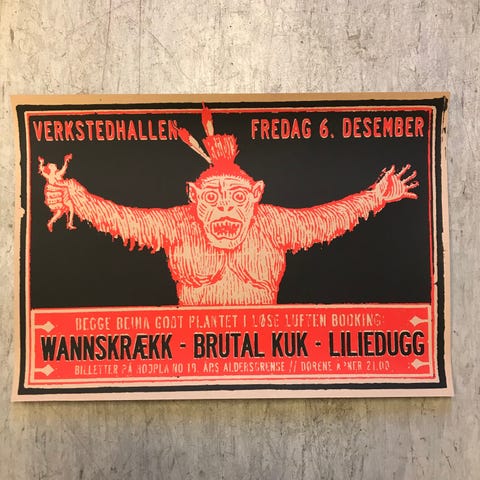 VERKSTEDHALLEN FREDAG 6. DESEMBER
BEGGE BEINA GODT PLANTET I LØSE LUFTEN BOOKING:
WANNSKRÆKK - BRUTAL KUK - LILIEDUGG
BILLETTER PÅ HOOPLA.NO 19. ÅRS ALDERSGRENSE // DØRENE ÅPNER 21.00